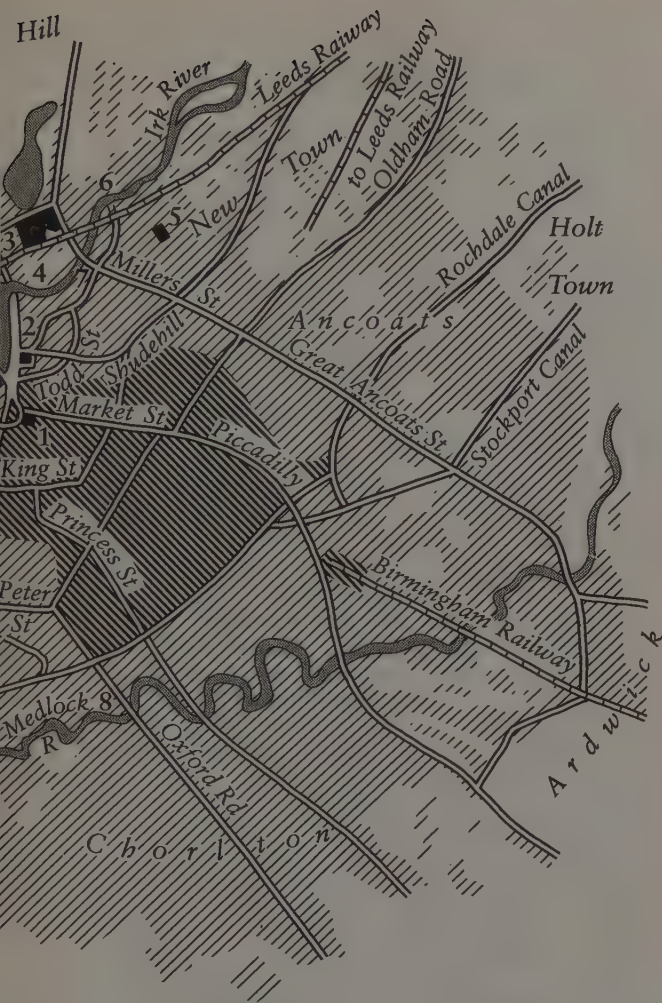 Hill
Irk River
Leeds Raiway
Town
to Leeds Railway
Oldham Road
6
5
New
3
4
7
Millers St
Rochdale Canal
Holt
Town
Ancoats
2
Todd St
Shudehill
Great Ancoats St
Stockport Canal
Market St
1
Piccadilly
King St
Princess St
Birmingham Railway
Peter
St
Ardwick
Medlock
R
8
Oxford Rd
Chorlton